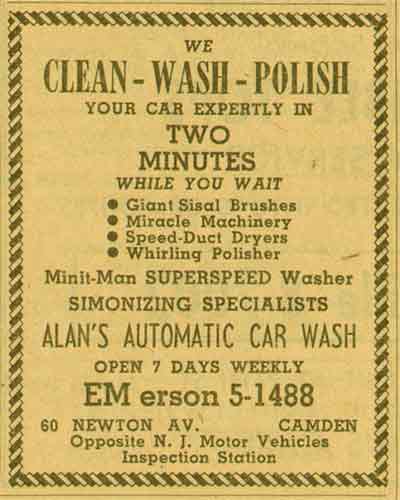 WE
CLEAN - WASH - POLISH
YOUR CAR EXPERTLY IN
TWO
MINUTES
WHILE YOU WAIT
● Giant Sisal Brushes
● Miracle Machinery
● Speed-Duct Dryers
● Whirling Polisher
Minit-Man SUPERSPEED Washer
SIMONIZING SPECIALISTS
ALAN'S AUTOMATIC CAR WASH
OPEN 7 DAYS WEEKLY
EM erson 5-1488
60 NEWTON AV. CAMDEN
Opposite N. J. Motor Vehicles
Inspection Station